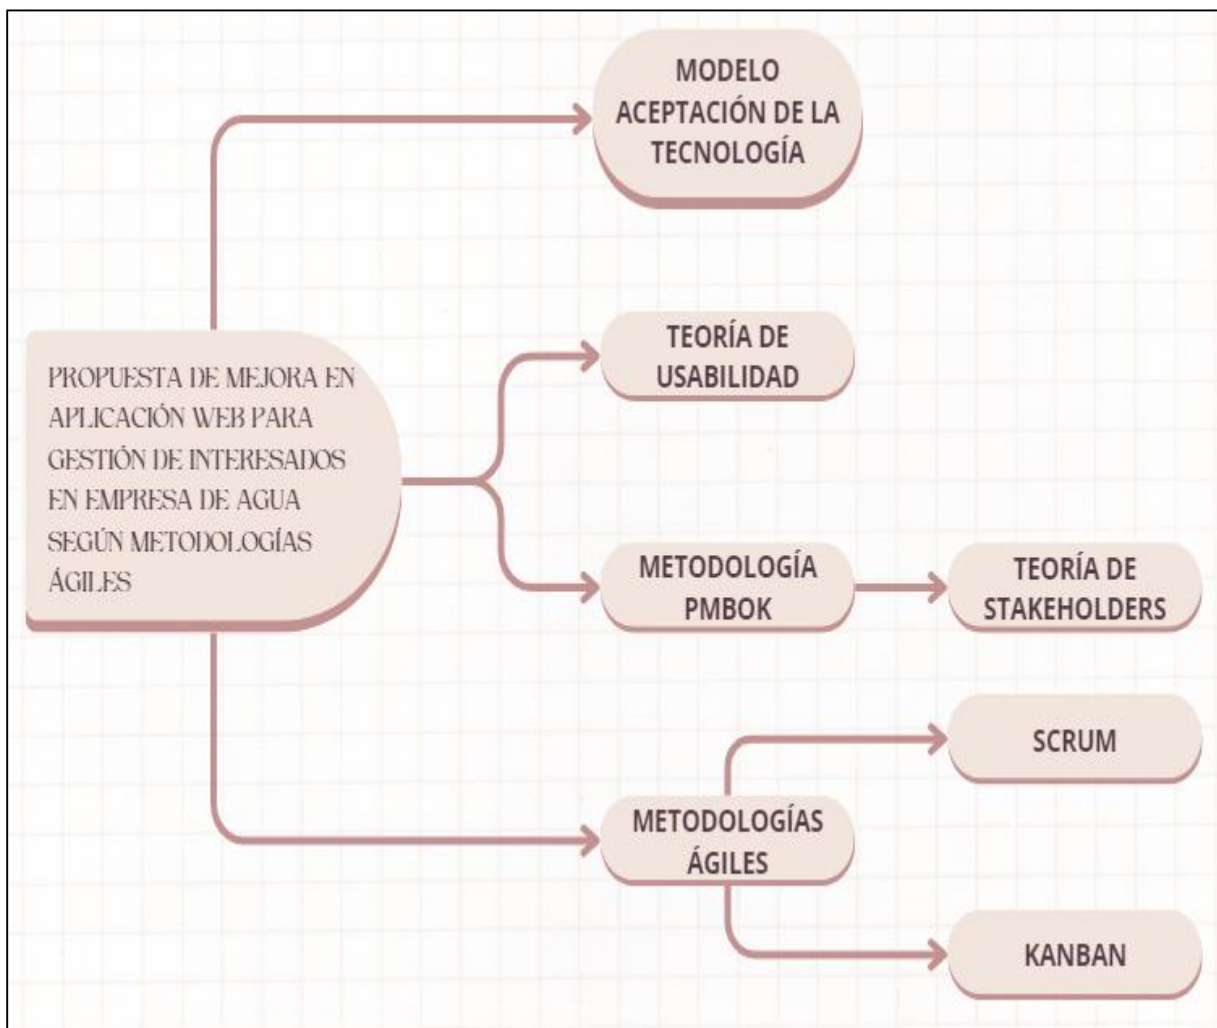 MODELO
ACEPTACIÓN DE LA
TECNOLOGÍA
TEORÍA DE
USABILIDAD
PROPUESTA DE MEJORA EN
APLICACIÓN WEB PARA
GESTIÓN DE INTERESADOS
EN EMPRESA DE AGUA
SEGÚN METODOLOGÍAS
ÁGILES
METODOLOGÍA
PMBOK
TEORÍA DE
STAKEHOLDERS
SCRUM
METODOLOGÍAS
ÁGILES
KANBAN